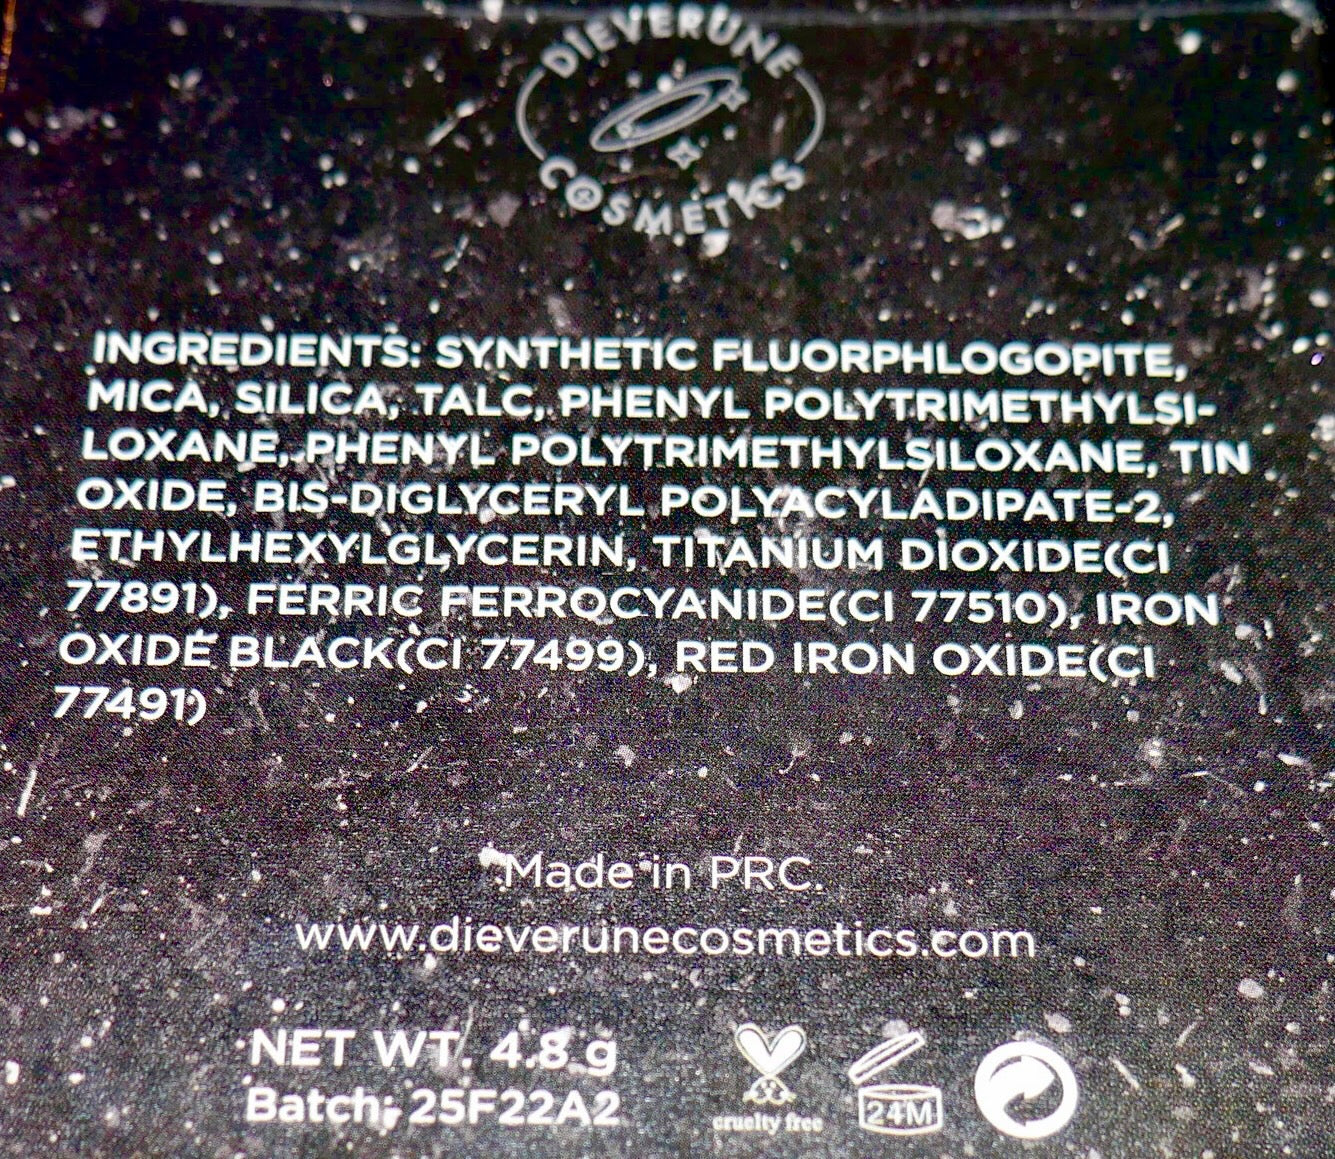 DIEVERUNE
COSMETICS
INGREDIENTS: SYNTHETIC FLUORPHLOGOPITE,
MICA, SILICA, TALC, PHENYL POLYTRIMETHYLSI-
LOXANE, PHENYL POLYTRIMETHYLSILOXANE, TIN
OXIDE, BIS-DIGLYCERYL POLYACYLADIPATE-2,
ETHYLHEXYLGLYCERIN, TITANIUM DIOXIDE(CI
77891), FERRIC FERROCYANIDE(CI 77510), IRON
OXIDE BLACK(CI 77499), RED IRON OXIDE(CI
77491)
Made in PRC.
www.dieverunecosmetics.com
NET WT. 4.8 g
Batch: 25F22A2
cruelty free
24M